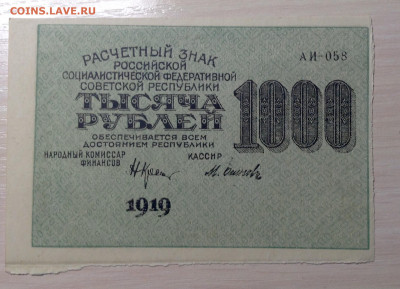 COINS.LAVE.RU
РАСЧЕТНЫЙ ЗНАК
РОССИЙСКОЙ
СОЦИАЛИСТИЧЕСКОЙ ФЕДЕРАТИВНОЙ
СОВЕТСКОЙ РЕСПУБЛИКИ
ТЫСЯЧА
РУБЛЕЙ
ОБЕСПЕЧИВАЕТСЯ ВСЕМ
ДОСТОЯНИЕМ РЕСПУБЛИКИ
НАРОДНЫЙ КОМИССАР
ФИНАНСОВ
КАССИР
1919
АИ-058
1000